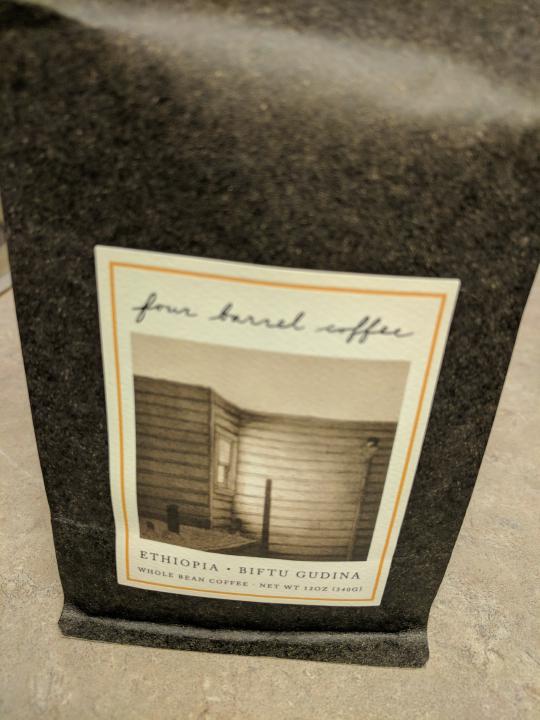 four barrel coffee
ETHIOPIA • BIFTU GUDINA
WHOLE BEAN COFFEE · NET WT 12OZ (340G)